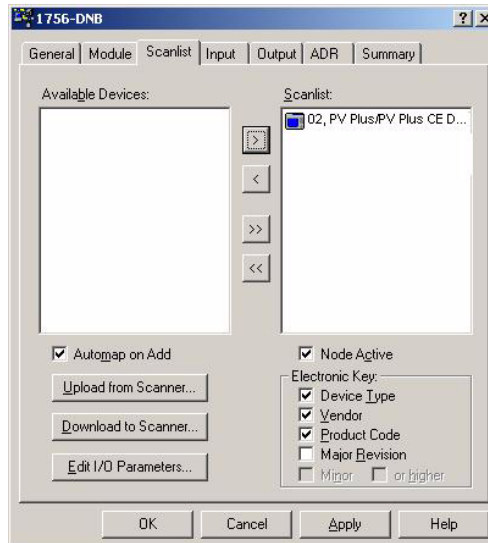 1756-DNB
General Module Scanlist Input Output ADR Summary
Available Devices:
Scanlist:
02, PV Plus/PV Plus CE D...
>
<
>>
<<
Automap on Add
Node Active
Upload from Scanner...
Download to Scanner...
Edit I/O Parameters...
Electronic Key:
Device Type
Vendor
Product Code
Major Revision
Minor or higher
OK Cancel Apply Help